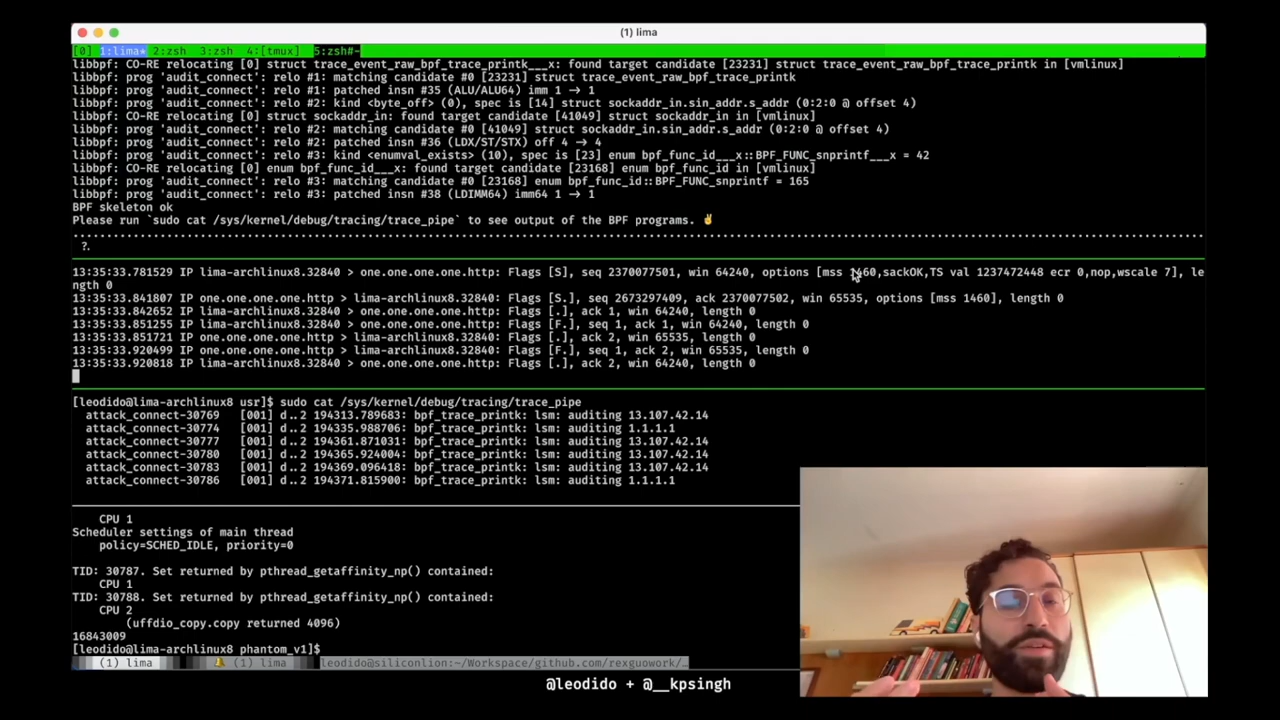 (1) lima
[0] 1:lima* 2:zsh 3:zsh 4:[tmux] 5:zsh#-
libbpf: CO-RE relocating [0] struct trace_event_raw_bpf_trace_printk___x: found target candidate [23231] struct trace_event_raw_bpf_trace_printk in [vmlinux]
libbpf: prog 'audit_connect': relo #1: matching candidate #0 [23231] struct trace_event_raw_bpf_trace_printk
libbpf: prog 'audit_connect': relo #1: patched insn #35 (ALU/ALU64) imm 1 → 1
libbpf: prog 'audit_connect': relo #2: kind <byte_off> (0), spec is [14] struct sockaddr_in.sin_addr.s_addr (0:2:0 @ offset 4)
libbpf: CO-RE relocating [0] struct sockaddr_in: found target candidate [41049] struct sockaddr_in in [vmlinux]
libbpf: prog 'audit_connect': relo #2: matching candidate #0 [41049] struct sockaddr_in.sin_addr.s_addr (0:2:0 @ offset 4)
libbpf: prog 'audit_connect': relo #2: patched insn #36 (LDX/ST/STX) off 4 → 4
libbpf: prog 'audit_connect': relo #3: kind <enumval_exists> (10), spec is [23] enum bpf_func_id___x::BPF_FUNC_snprintf___x = 42
libbpf: CO-RE relocating [0] enum bpf_func_id___x: found target candidate [23168] enum bpf_func_id in [vmlinux]
libbpf: prog 'audit_connect': relo #3: matching candidate #0 [23168] enum bpf_func_id::BPF_FUNC_snprintf = 165
libbpf: prog 'audit_connect': relo #3: patched insn #38 (LDIMM64) imm64 1 → 1
BPF skeleton ok
Please run `sudo cat /sys/kernel/debug/tracing/trace_pipe` to see output of the BPF programs. ✌
?.
13:35:33.781529 IP lima-archlinux8.32840 > one.one.one.one.http: Flags [S], seq 2370077501, win 64240, options [mss 1460,sackOK,TS val 1237472448 ecr 0,nop,wscale 7], le
ngth 0
13:35:33.841807 IP one.one.one.one.http > lima-archlinux8.32840: Flags [S.], seq 2673297409, ack 2370077502, win 65535, options [mss 1460], length 0
13:35:33.842652 IP lima-archlinux8.32840 > one.one.one.one.http: Flags [.], ack 1, win 64240, length 0
13:35:33.851255 IP lima-archlinux8.32840 > one.one.one.one.http: Flags [F.], seq 1, ack 1, win 64240, length 0
13:35:33.851721 IP one.one.one.one.http > lima-archlinux8.32840: Flags [.], ack 2, win 65535, length 0
13:35:33.920499 IP one.one.one.one.http > lima-archlinux8.32840: Flags [F.], seq 1, ack 2, win 65535, length 0
13:35:33.920818 IP lima-archlinux8.32840 > one.one.one.one.http: Flags [.], ack 2, win 64240, length 0
[leodido@lima-archlinux8 usr]$ sudo cat /sys/kernel/debug/tracing/trace_pipe
attack_connect-30769 [001] d..2 194313.789683: bpf_trace_printk: lsm: auditing 13.107.42.14
attack_connect-30774 [001] d..2 194335.988706: bpf_trace_printk: lsm: auditing 1.1.1.1
attack_connect-30777 [001] d..2 194361.871031: bpf_trace_printk: lsm: auditing 13.107.42.14
attack_connect-30780 [001] d..2 194365.924004: bpf_trace_printk: lsm: auditing 13.107.42.14
attack_connect-30783 [001] d..2 194369.096418: bpf_trace_printk: lsm: auditing 13.107.42.14
attack_connect-30786 [001] d..2 194371.815900: bpf_trace_printk: lsm: auditing 1.1.1.1
CPU 1
Scheduler settings of main thread
policy=SCHED_IDLE, priority=0
TID: 30787. Set returned by pthread_getaffinity_np() contained:
CPU 1
TID: 30788. Set returned by pthread_getaffinity_np() contained:
CPU 2
(uffdio_copy.copy returned 4096)
16843009
[leodido@lima-archlinux8 phantom_v1]$
(1) lima 🔔 (1) lima leodido@siliconlion:~/Workspace/github.com/rexguowork/…
@leodido + @__kpsingh